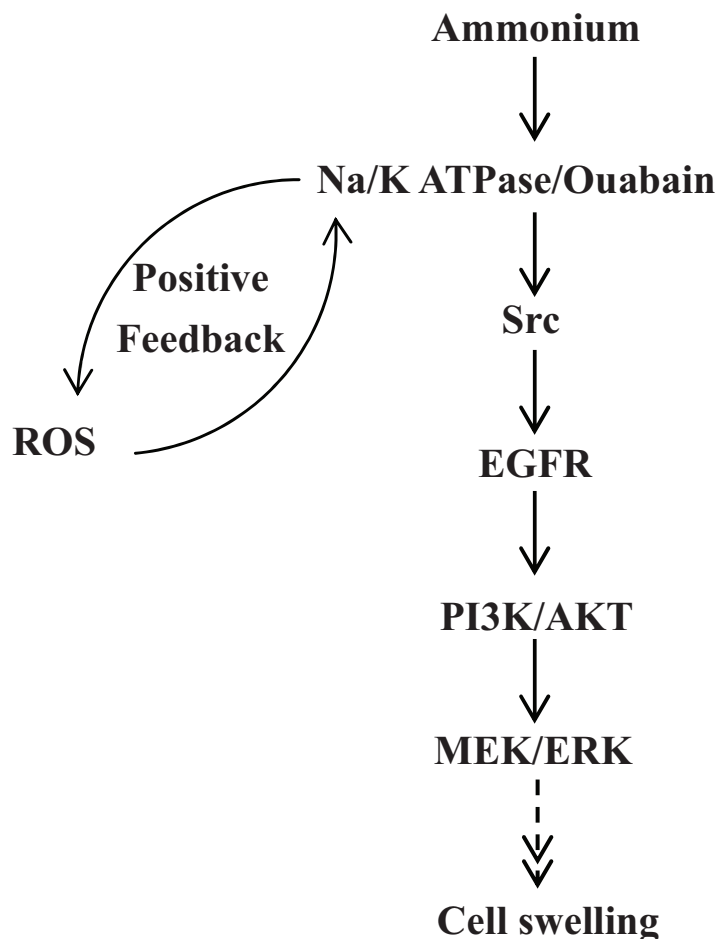 Ammonium
Na/K ATPase/Ouabain
Positive
Feedback
Src
ROS
EGFR
PI3K/AKT
MEK/ERK
Cell swelling